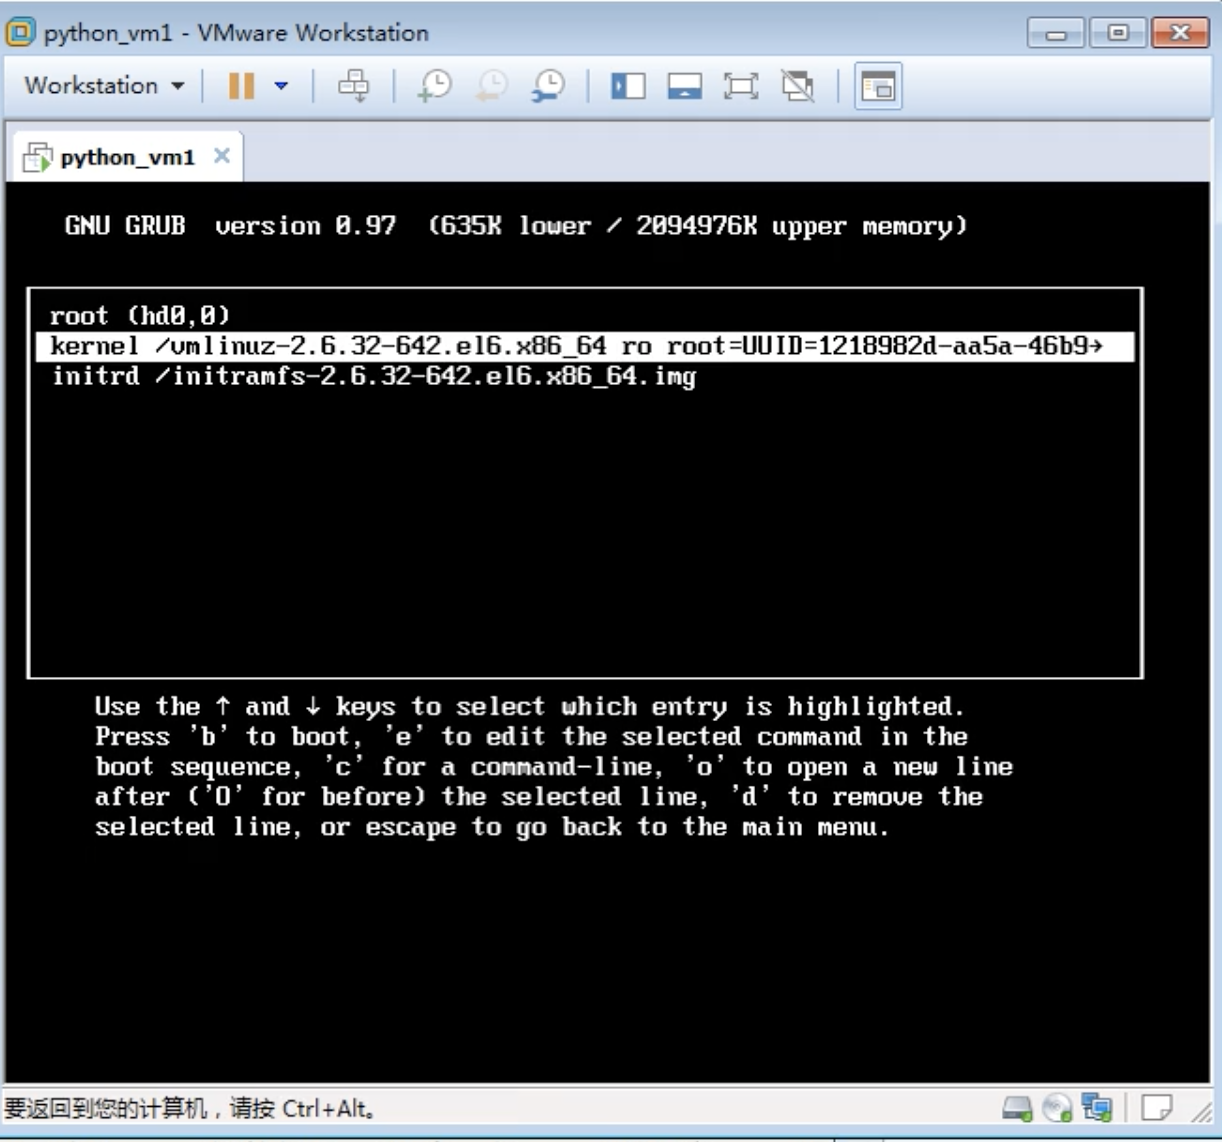 python_vm1 - VMware Workstation
Workstation
python_vm1
GNU GRUB version 0.97 (635K lower / 2094976K upper memory)
root (hd0,0)
kernel /vmlinuz-2.6.32-642.el6.x86_64 ro root=UUID=1218982d-aa5a-46b9→
initrd /initramfs-2.6.32-642.el6.x86_64.img
Use the ↑ and ↓ keys to select which entry is highlighted.
Press 'b' to boot, 'e' to edit the selected command in the
boot sequence, 'c' for a command-line, 'o' to open a new line
after ('O' for before) the selected line, 'd' to remove the
selected line, or escape to go back to the main menu.
要返回到您的计算机，请按 Ctrl+Alt。